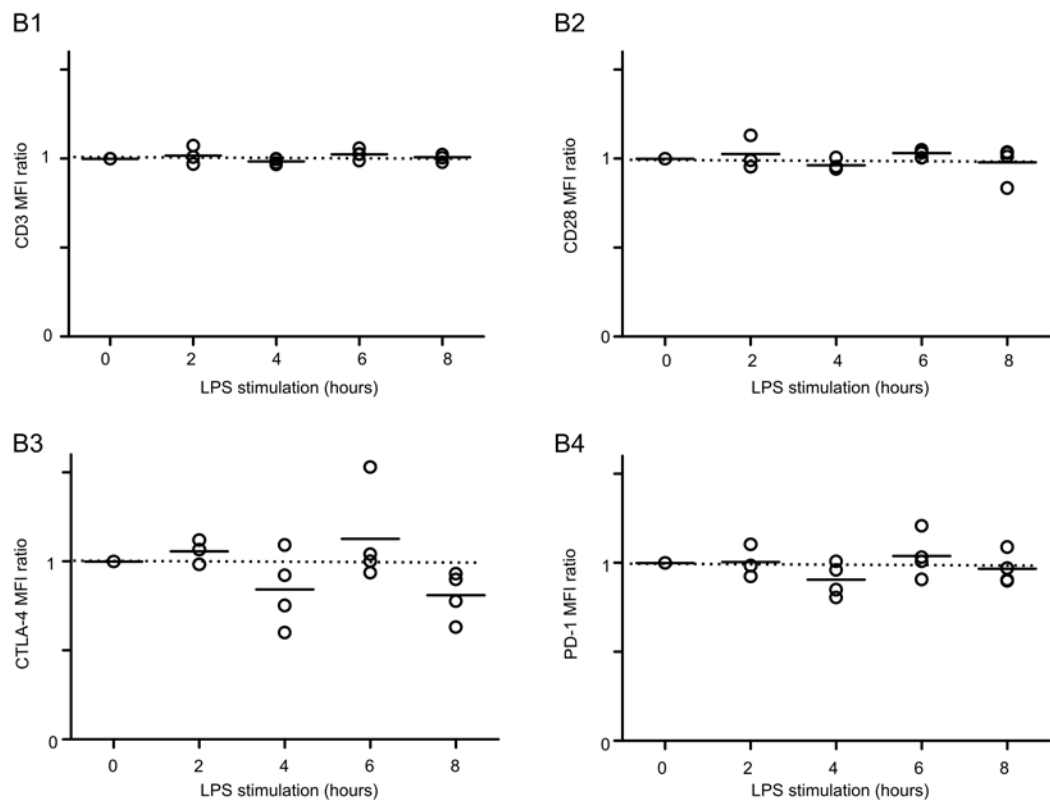 B1
CD3 MFI ratio
1
0
0 2 4 6 8
LPS stimulation (hours)
B2
CD28 MFI ratio
1
0
0 2 4 6 8
LPS stimulation (hours)
B3
CTLA-4 MFI ratio
1
0
0 2 4 6 8
LPS stimulation (hours)
B4
PD-1 MFI ratio
1
0
0 2 4 6 8
LPS stimulation (hours)